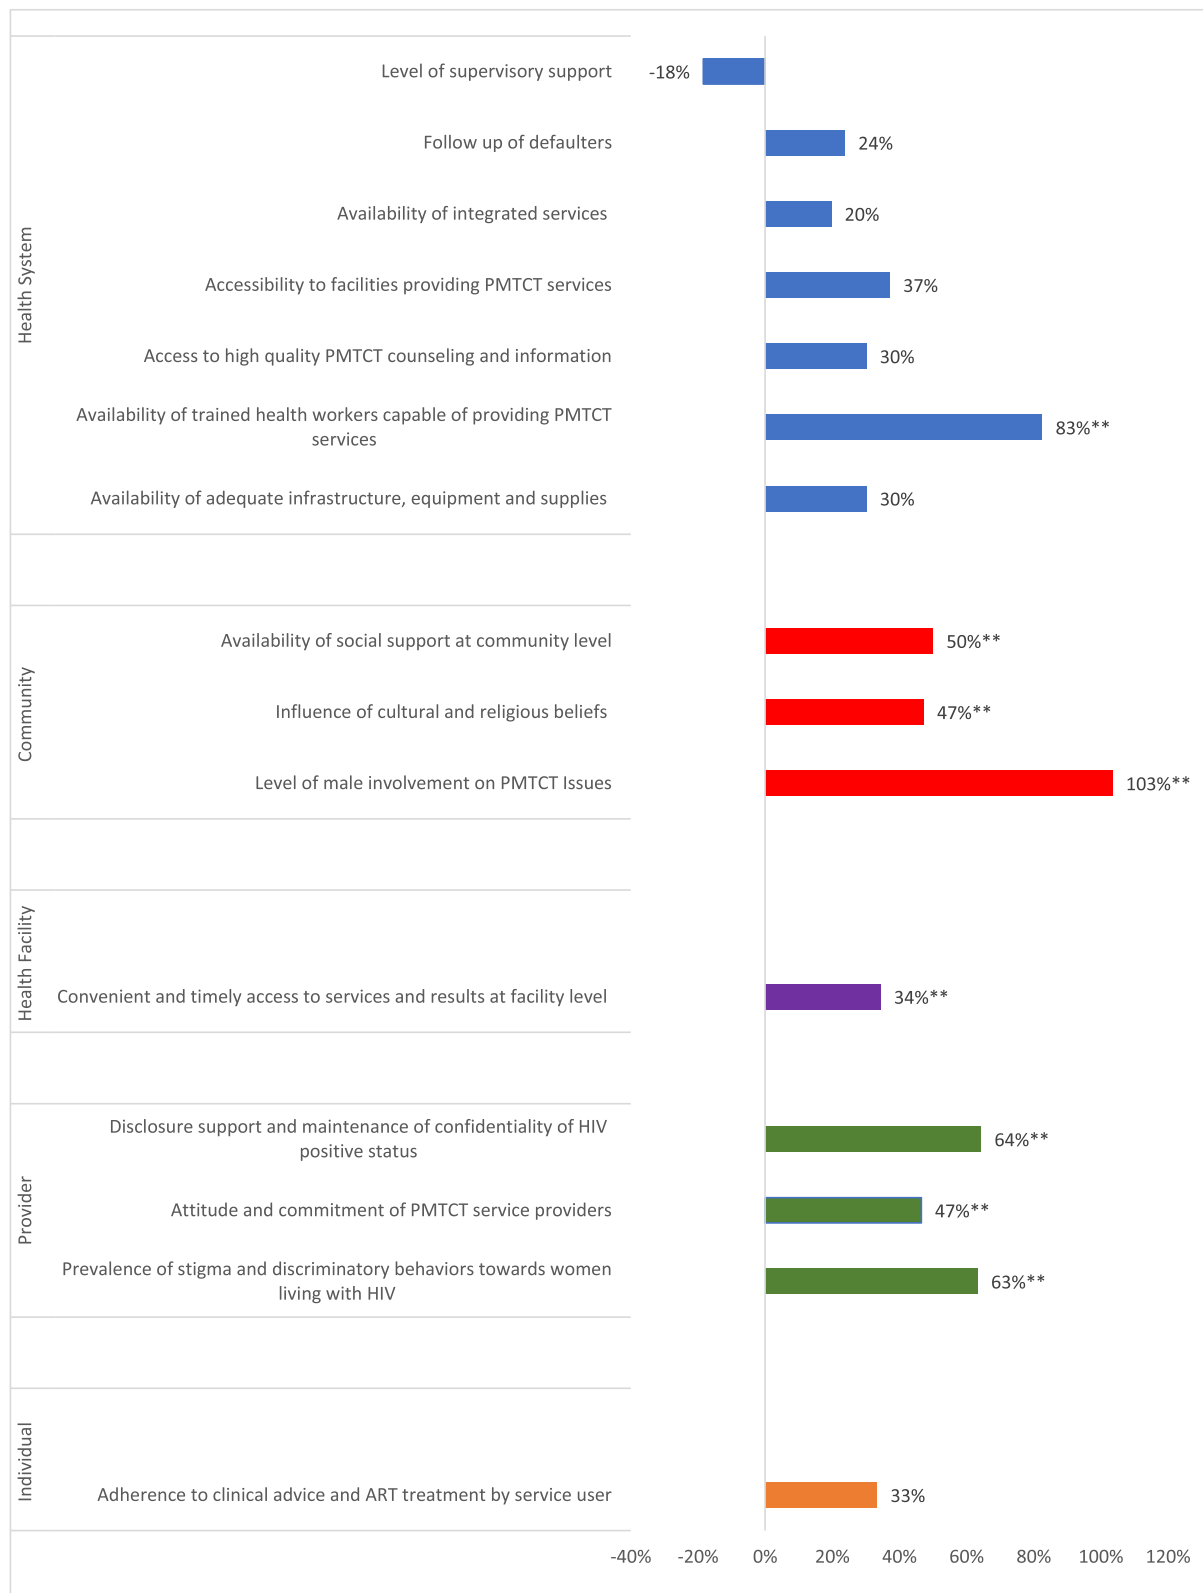 Health System
Level of supervisory support
-18%
Follow up of defaulters
24%
Availability of integrated services
20%
Accessibility to facilities providing PMTCT services
37%
Access to high quality PMTCT counseling and information
30%
Availability of trained health workers capable of providing PMTCT
services
83%**
Availability of adequate infrastructure, equipment and supplies
30%
Community
Availability of social support at community level
50%**
Influence of cultural and religious beliefs
47%**
Level of male involvement on PMTCT Issues
103%**
Health Facility
Convenient and timely access to services and results at facility level
34%**
Provider
Disclosure support and maintenance of confidentiality of HIV
positive status
64%**
Attitude and commitment of PMTCT service providers
47%**
Prevalence of stigma and discriminatory behaviors towards women
living with HIV
63%**
Individual
Adherence to clinical advice and ART treatment by service user
33%
-40% -20% 0% 20% 40% 60% 80% 100% 120%